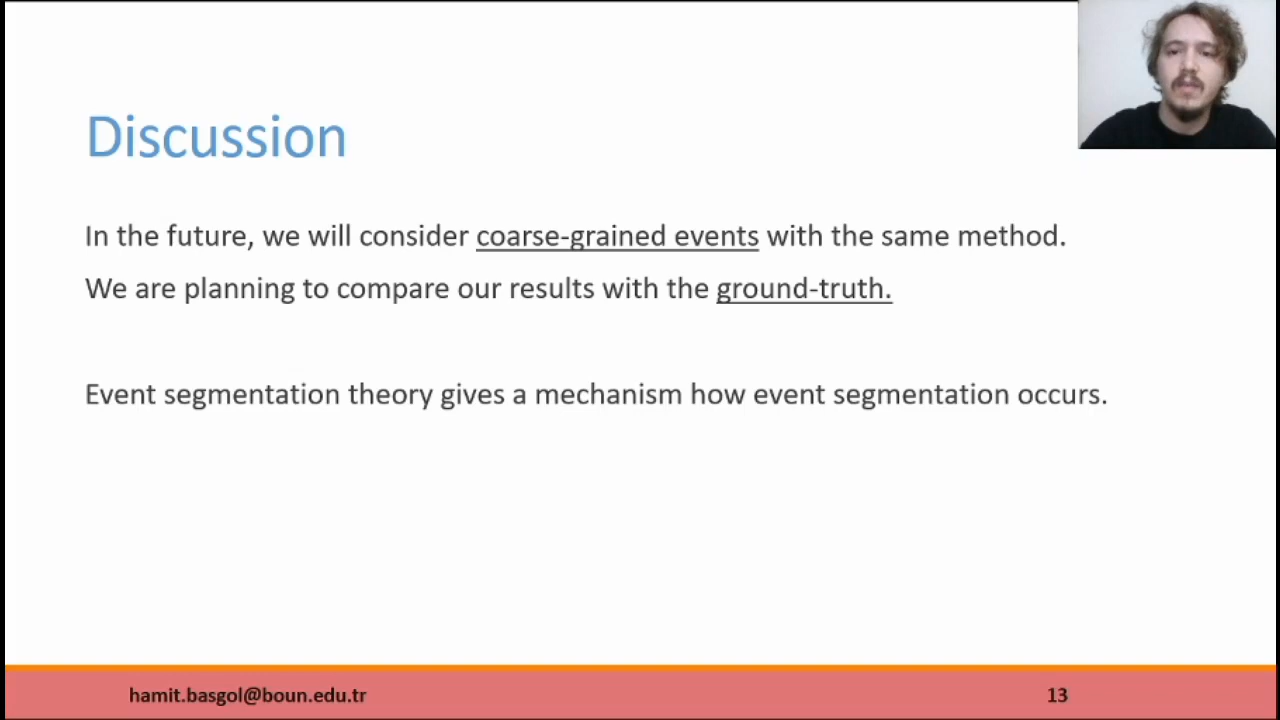 Discussion
In the future, we will consider coarse-grained events with the same method.
We are planning to compare our results with the ground-truth.
Event segmentation theory gives a mechanism how event segmentation occurs.
hamit.basgol@boun.edu.tr
13